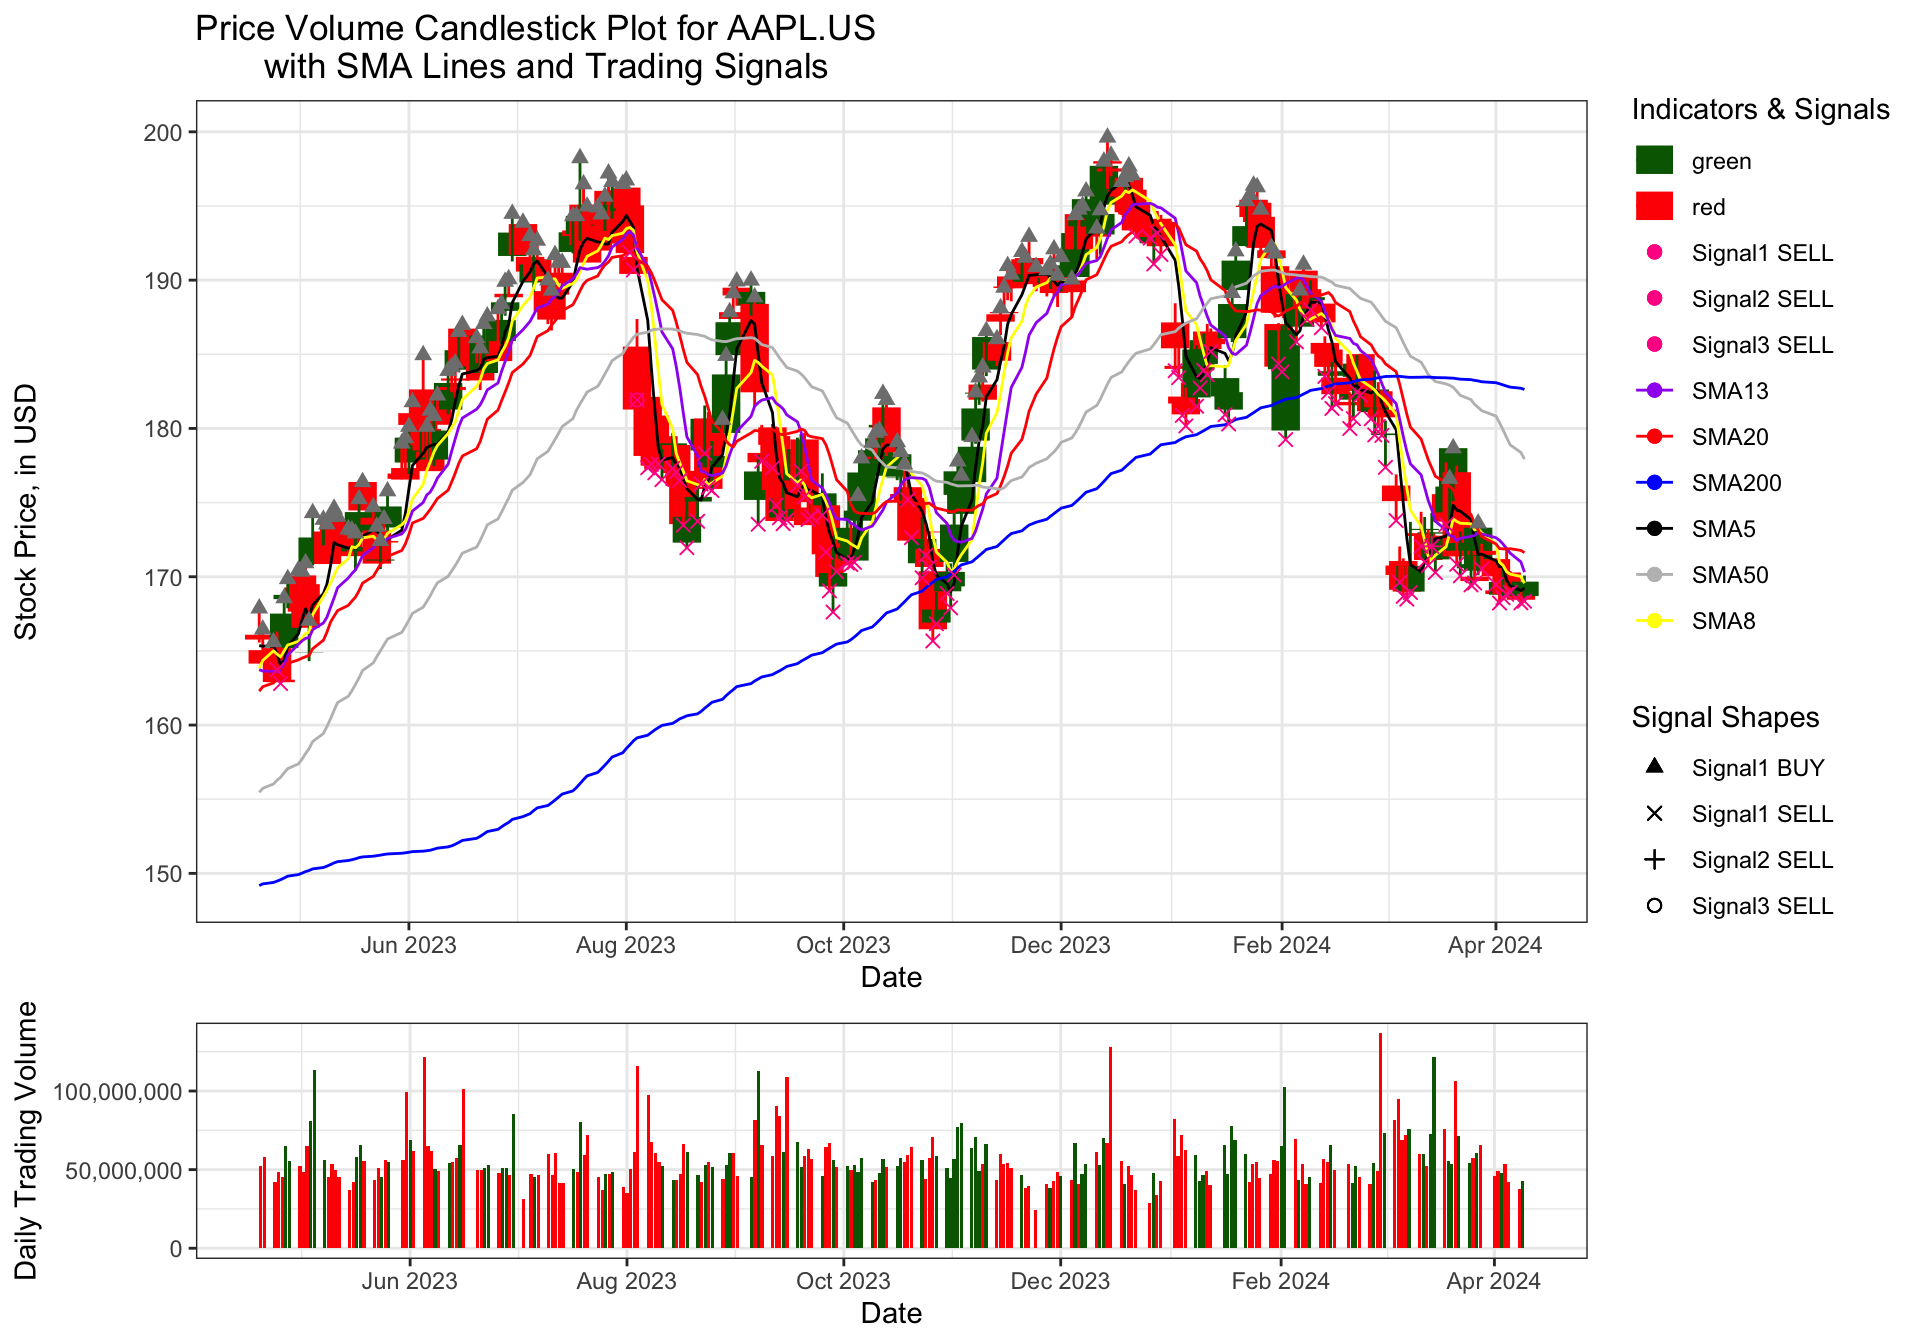 Price Volume Candlestick Plot for AAPL.US
with SMA Lines and Trading Signals
Stock Price, in USD
200
190
180
170
160
150
Jun 2023
Aug 2023
Oct 2023
Dec 2023
Feb 2024
Apr 2024
Date
Indicators & Signals
green
red
Signal1 SELL
Signal2 SELL
Signal3 SELL
SMA13
SMA20
SMA200
SMA5
SMA50
SMA8
Signal Shapes
Signal1 BUY
Signal1 SELL
Signal2 SELL
Signal3 SELL
Daily Trading Volume
100,000,000
50,000,000
0
Jun 2023
Aug 2023
Oct 2023
Dec 2023
Feb 2024
Apr 2024
Date